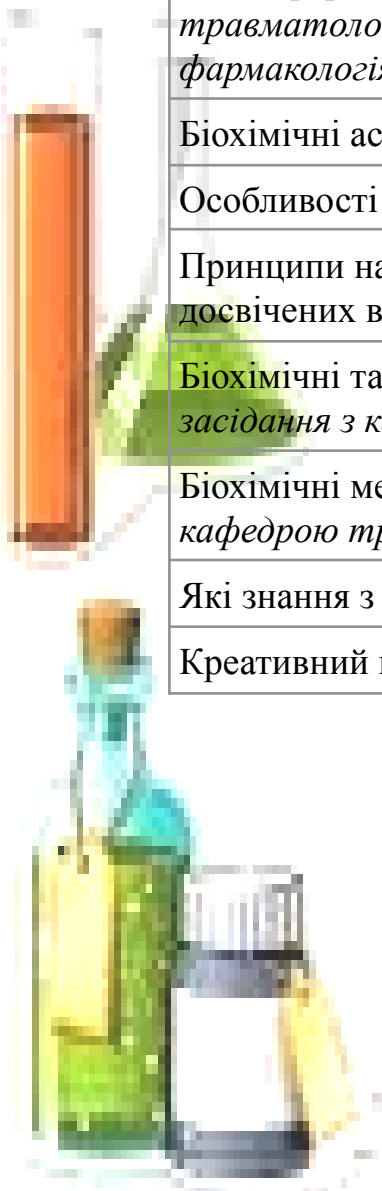 травматоло
фармакологія
Біохімічні ас
Особливості
Принципи на
досвічених в
Біохімічні та
засідання з к
Біохімічні ме
кафедрою тр
Які знання з
Креативний